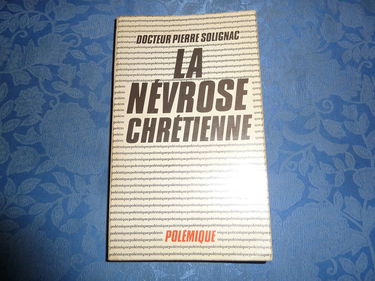 DOCTEUR PIERRE SOLIGNAC
LA
NÉVROSE
CHRÉTIENNE
POLÉMIQUE